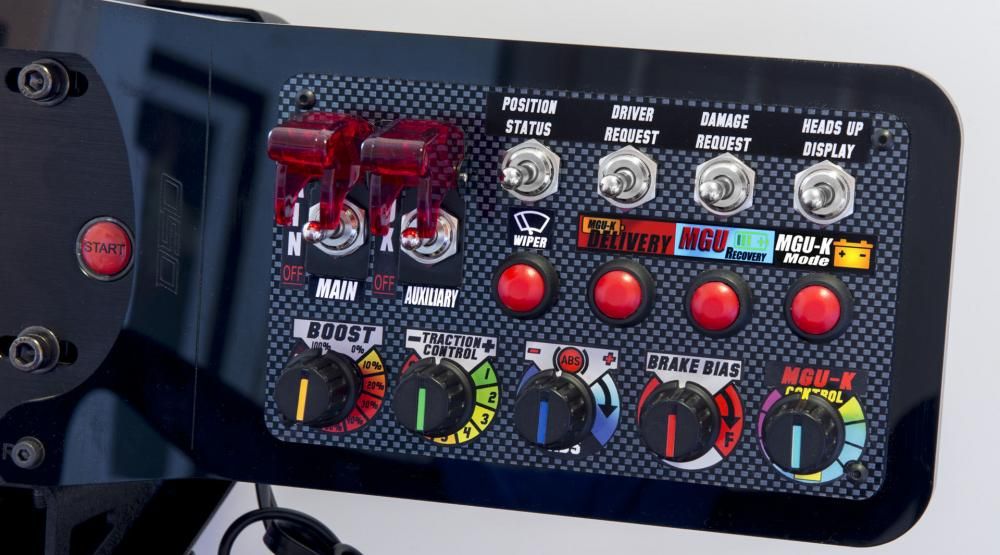 POSITION
STATUS
DRIVER
REQUEST
DAMAGE
REQUEST
HEADS UP
DISPLAY
START
OSD
OFF
MAIN
OFF
AUXILIARY
WIPER
MGU-K
DELIVERY
MGU
RECOVERY
MGU-K
Mode
BOOST
100% 0%
10%
20%
- TRACTION +
CONTROL
1
2
3
4
- ABS +
BRAKE BIAS
F
MGU-K
CONTROL